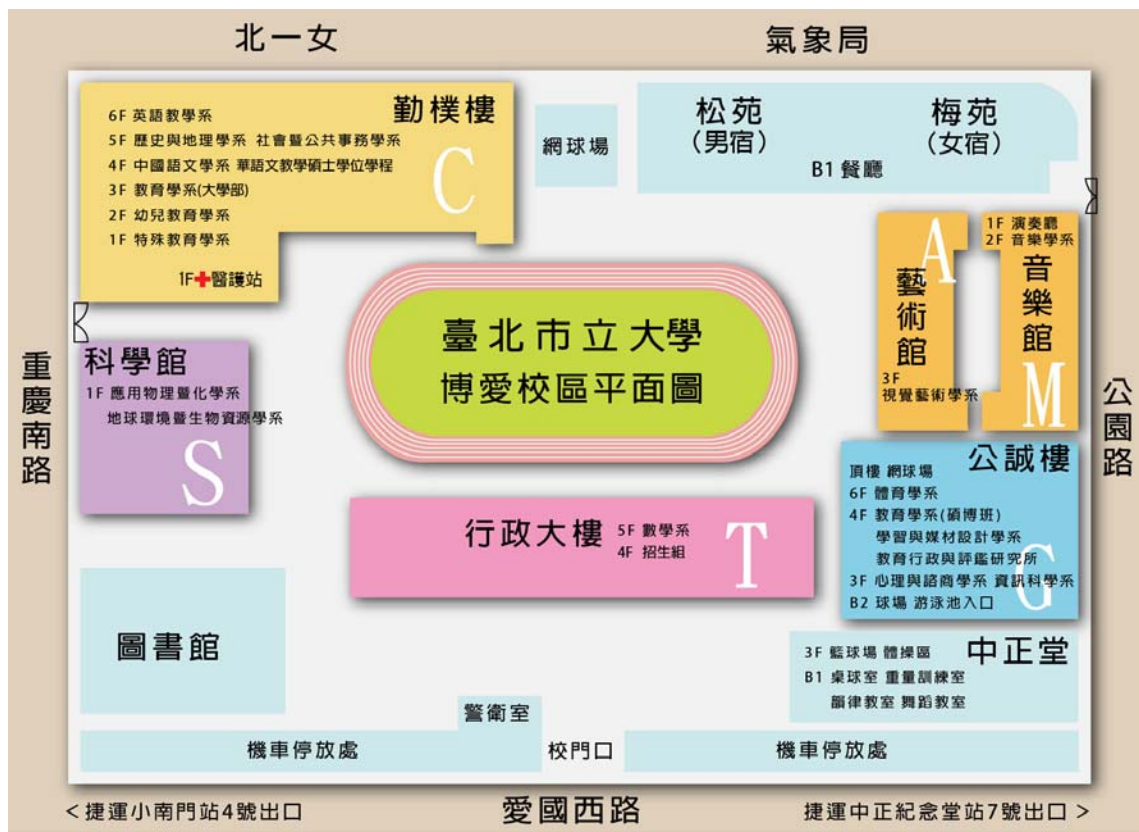 北一女
氣象局
勤樸樓
6F 英語教學系
5F 歷史與地理學系 社會暨公共事務學系
4F 中國語文學系 華語文教學碩士學位學程
3F 教育學系(大學部)
2F 幼兒教育學系
1F 特殊教育學系
1F 醫護站
C
網球場
松苑
(男宿)
梅苑
(女宿)
B1 餐廳
A
藝術館
3F
視覺藝術學系
1F 演奏廳
2F 音樂學系
音樂館
M
臺北市立大學
博愛校區平面圖
重慶南路
科學館
1F 應用物理暨化學系
地球環境暨生物資源學系
S
公園路
公誠樓
頂樓 網球場
6F 體育學系
4F 教育學系(碩博班)
學習與媒材設計學系
教育行政與評鑑研究所
3F 心理與諮商學系 資訊科學系
B2 球場 游泳池入口
G
行政大樓
5F 數學系
4F 招生組
T
圖書館
中正堂
3F 籃球場 體操區
B1 桌球室 重量訓練室
韻律教室 舞蹈教室
警衛室
機車停放處
校門口
機車停放處
<捷運小南門站4號出口
愛國西路
捷運中正紀念堂站7號出口>